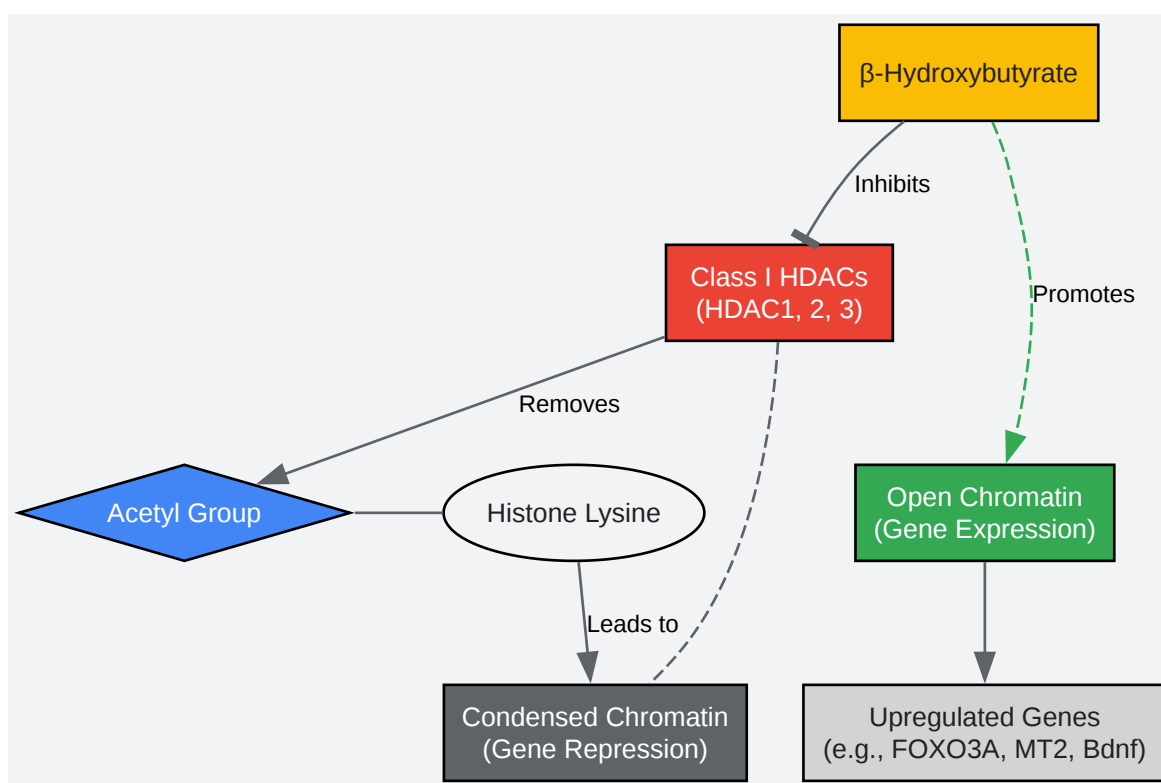 β-Hydroxybutyrate
Inhibits
Class I HDACs
(HDAC1, 2, 3)
Promotes
Removes
Acetyl Group
Histone Lysine
Open Chromatin
(Gene Expression)
Leads to
Condensed Chromatin
(Gene Repression)
Upregulated Genes
(e.g., FOXO3A, MT2, Bdnf)